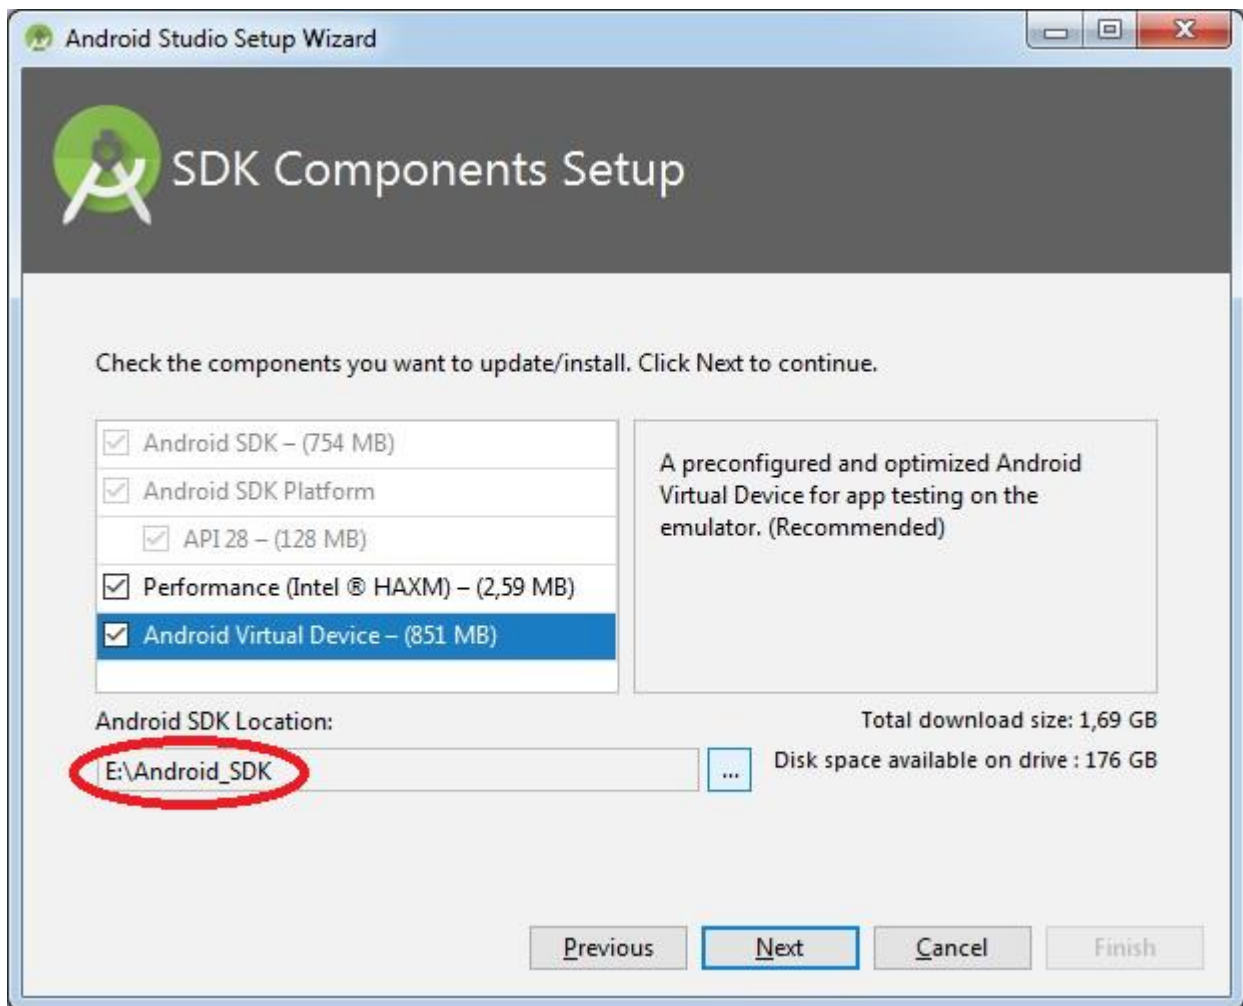 Android Studio Setup Wizard
SDK Components Setup
Check the components you want to update/install. Click Next to continue.
Android SDK – (754 MB)
Android SDK Platform
API 28 – (128 MB)
Performance (Intel ® HAXM) – (2,59 MB)
Android Virtual Device – (851 MB)
A preconfigured and optimized Android
Virtual Device for app testing on the
emulator. (Recommended)
Android SDK Location:
E:\Android_SDK
...
Total download size: 1,69 GB
Disk space available on drive : 176 GB
Previous
Next
Cancel
Finish